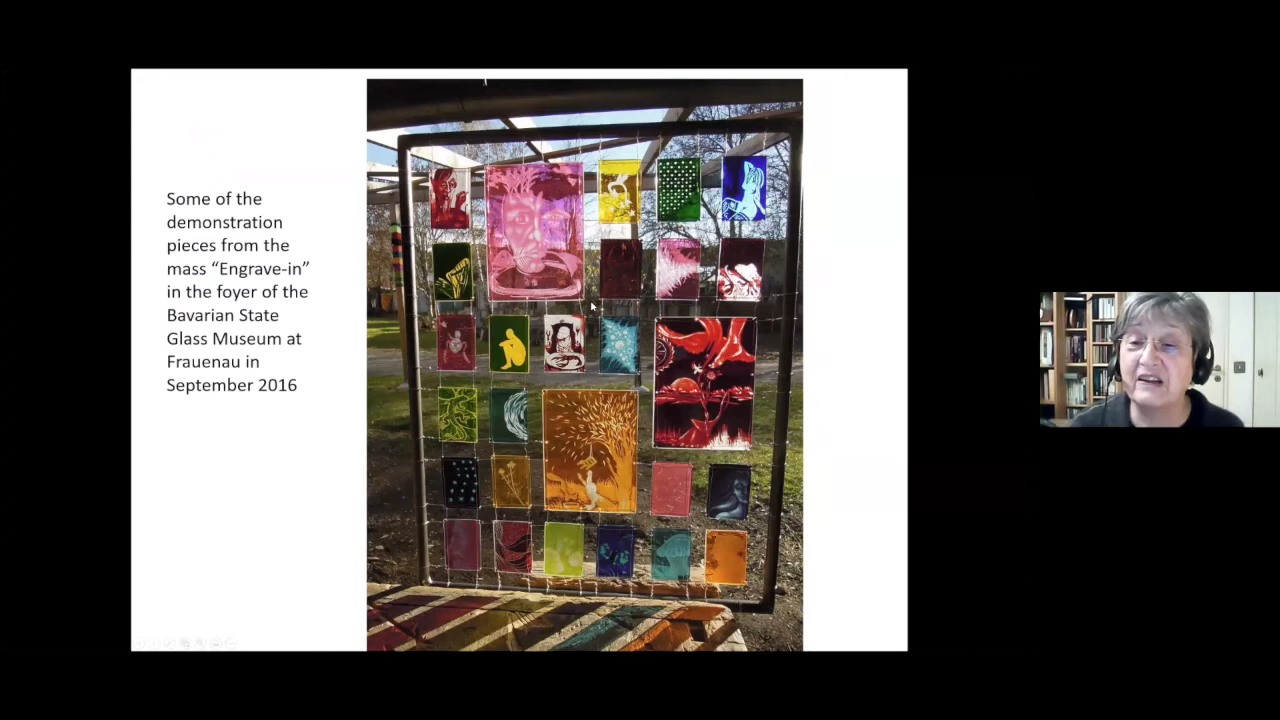 Some of the
demonstration
pieces from the
mass “Engrave-in”
in the foyer of the
Bavarian State
Glass Museum at
Frauenau in
September 2016